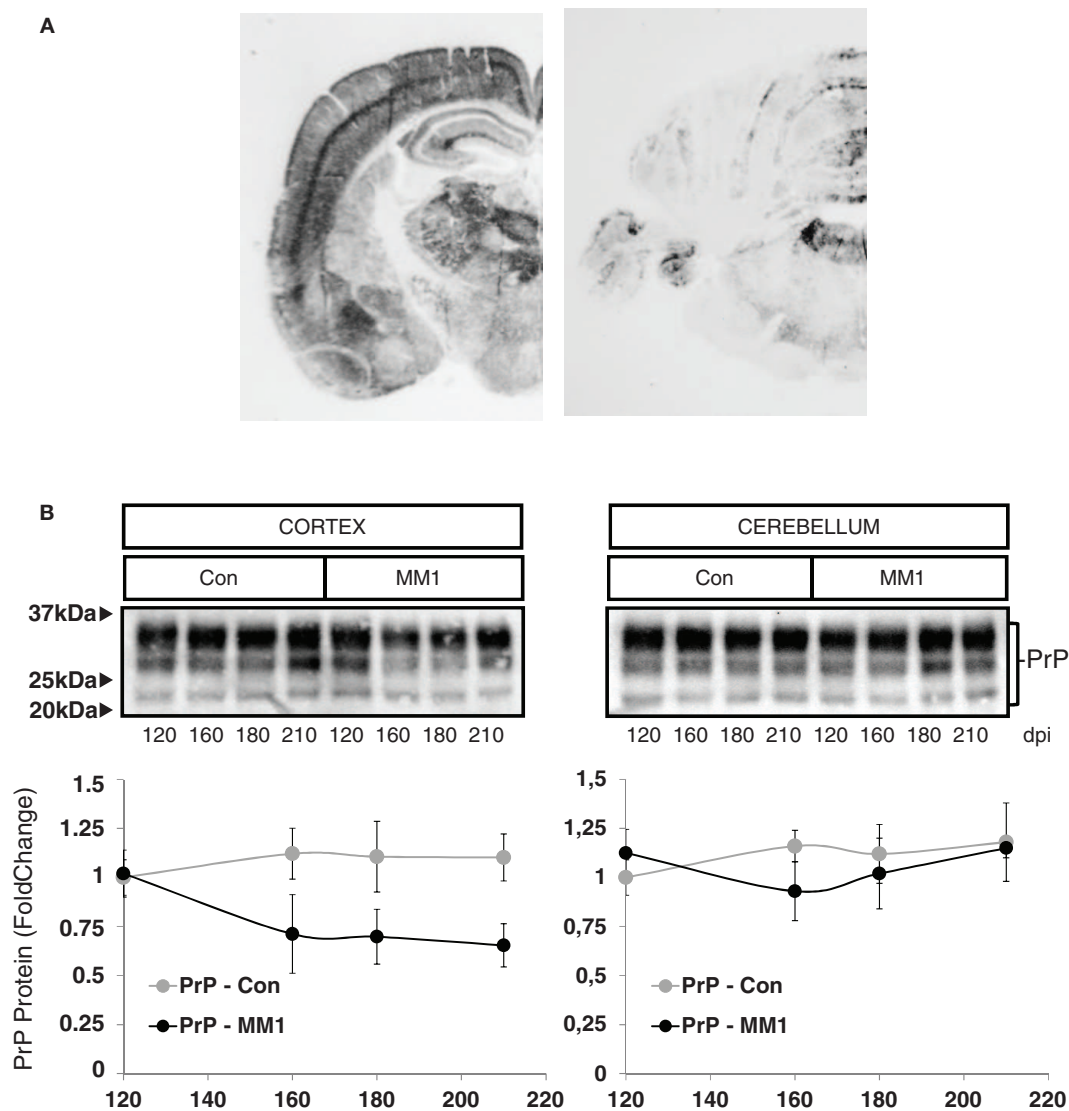 A
B
CORTEX CEREBELLUM
Con MM1 Con MM1
37kDa
25kDa
20kDa
PrP
120 160 180 210 120 160 180 210 120 160 180 210 120 160 180 210 dpi
PrP Protein (FoldChange)
1.5
1.25
1
0.75
0.5
0.25
0
PrP - Con
PrP - MM1
120 140 160 180 200 220
1,5
1,25
1
0,75
0,5
0,25
0
PrP - Con
PrP - MM1
120 140 160 180 200 220